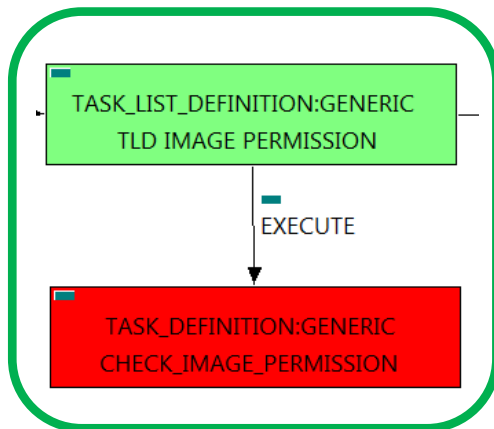 TASK_LIST_DEFINITION:GENERIC
TLD IMAGE PERMISSION
EXECUTE
TASK_DEFINITION:GENERIC
CHECK_IMAGE_PERMISSION